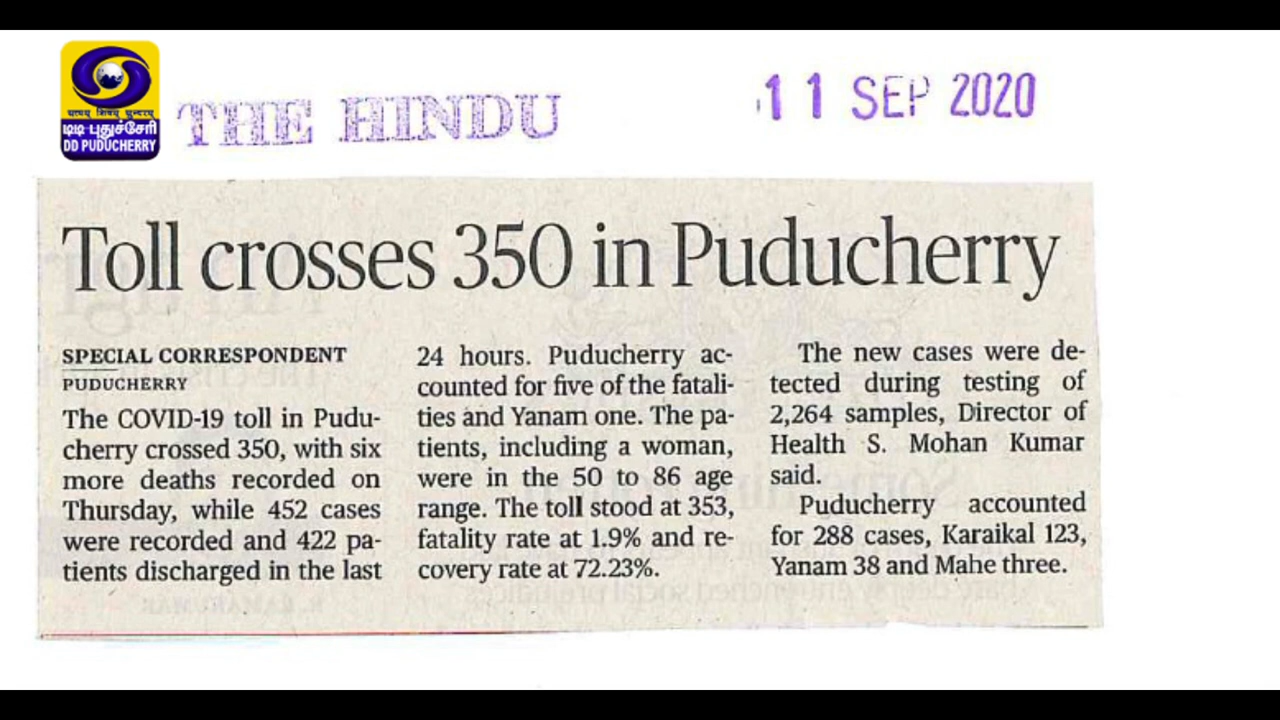 सत्यम् शिवम् सुन्दरम्
டிடி புதுச்சேரி
DD PUDUCHERRY
THE HINDU
11 SEP 2020
Toll crosses 350 in Puducherry
SPECIAL CORRESPONDENT
PUDUCHERRY
The COVID-19 toll in Pudu-
cherry crossed 350, with six
more deaths recorded on
Thursday, while 452 cases
were recorded and 422 pa-
tients discharged in the last
24 hours. Puducherry ac-
counted for five of the fatali-
ties and Yanam one. The pa-
tients, including a woman,
were in the 50 to 86 age
range. The toll stood at 353,
fatality rate at 1.9% and re-
covery rate at 72.23%.
The new cases were de-
tected during testing of
2,264 samples, Director of
Health S. Mohan Kumar
said.
Puducherry accounted
for 288 cases, Karaikal 123,
Yanam 38 and Mahe three.